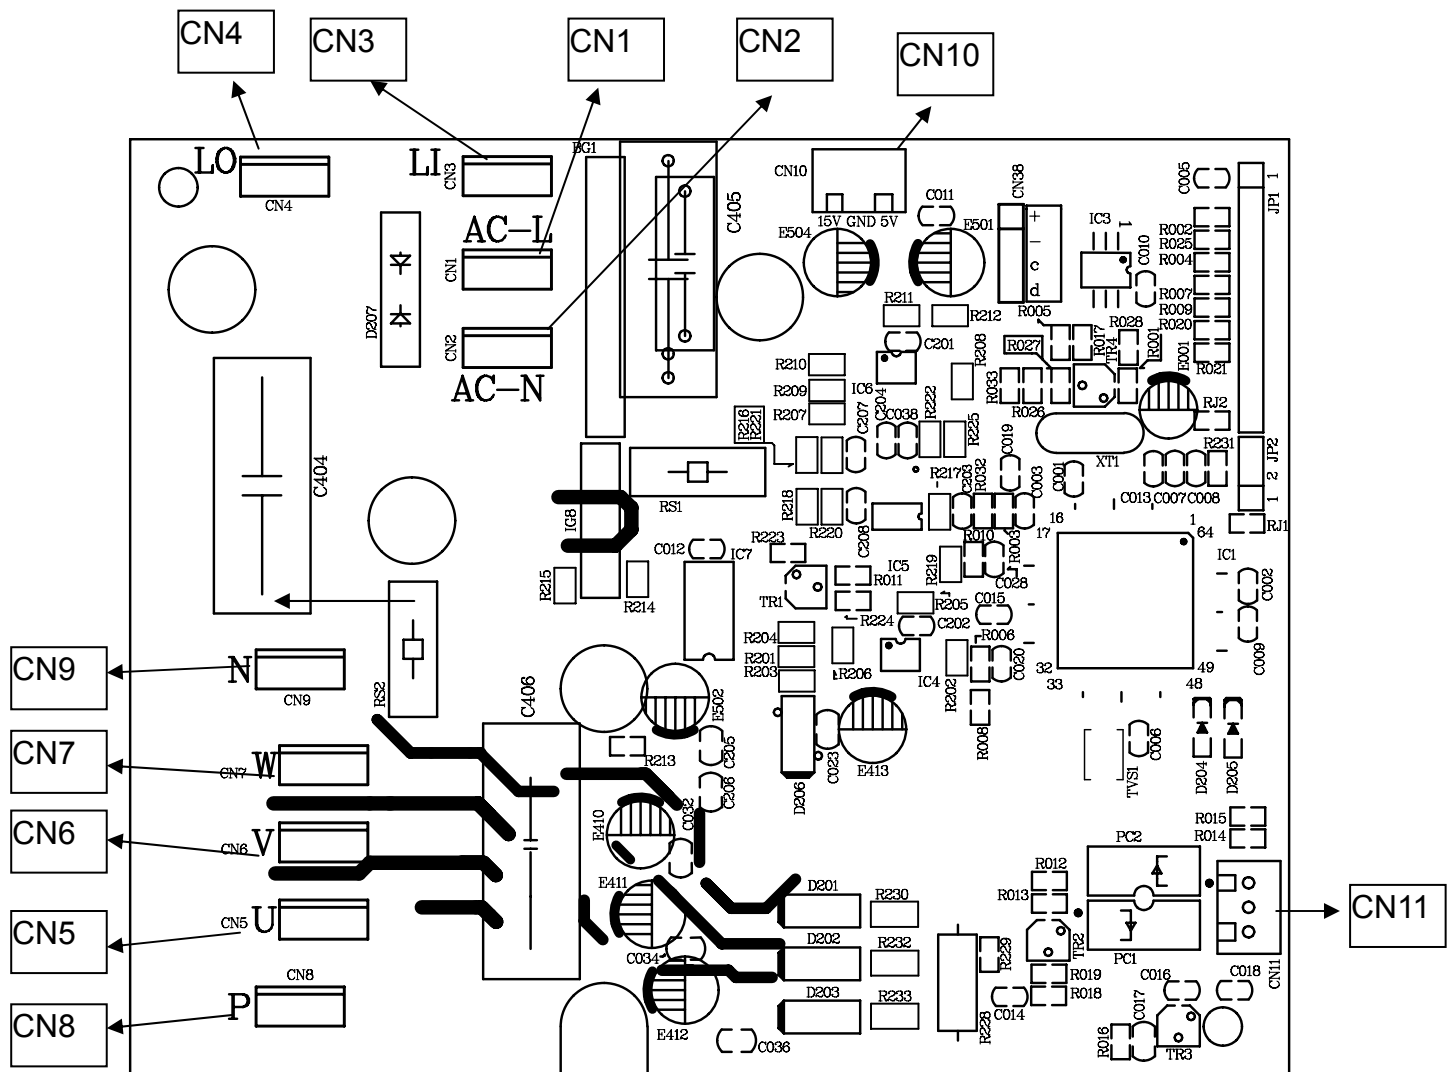 CN4
CN3
CN1
CN2
CN10
LO
CN4
LI
CN3
BG1
C405
CN10
15V GND 5V
C011
E504
E501
CN38
+
-
c
d
IC3
1
C010
C005
1
JP1
AC-L
CN1
CN2
AC-N
D207
R002
R025
R004
R007
R009
R020
R021
E001
R211
R212
R005
R017
R028
R001
TR4
R027
C201
R208
R210
R209
R207
IC6
C204
C038
R222
R225
R033
R026
RJ2
R216
R221
C207
R231
JP2
2
1
XT1
C019
R032
C001
C003
C013
C007
C008
C404
RS1
IG8
R217
C203
R218
R220
C208
16
17
1
64
RJ1
IC1
C012
IC7
R223
R010
R003
R219
C028
IC5
R011
TR1
R215
R214
R224
R205
C202
C015
C002
C009
R006
R204
R201
R203
R206
IC4
R202
C020
32
33
49
48
R008
CN9
N
CN9
RS2
C406
E502
C205
C206
R213
D206
C023
E413
TVS1
C006
D204
D205
CN7
CN7
W
CN6
CN6
V
E410
C032
R015
R014
PC2
R012
R013
E411
D201
R230
CN5
CN5
U
D202
R232
C034
R229
TR2
PC1
CN11
CN11
R019
R018
C016
C018
CN8
CN8
P
E412
D203
R233
R228
C014
C036
R016
C017
TR3